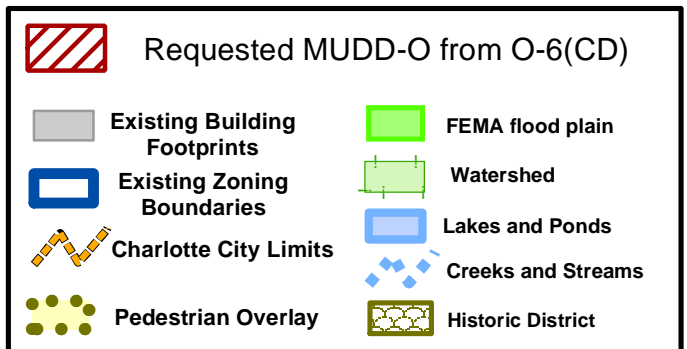 Requested MUDD-O from O-6(CD)
Existing Building
Footprints
Existing Zoning
Boundaries
Charlotte City Limits
Pedestrian Overlay
FEMA flood plain
Watershed
Lakes and Ponds
Creeks and Streams
Historic District